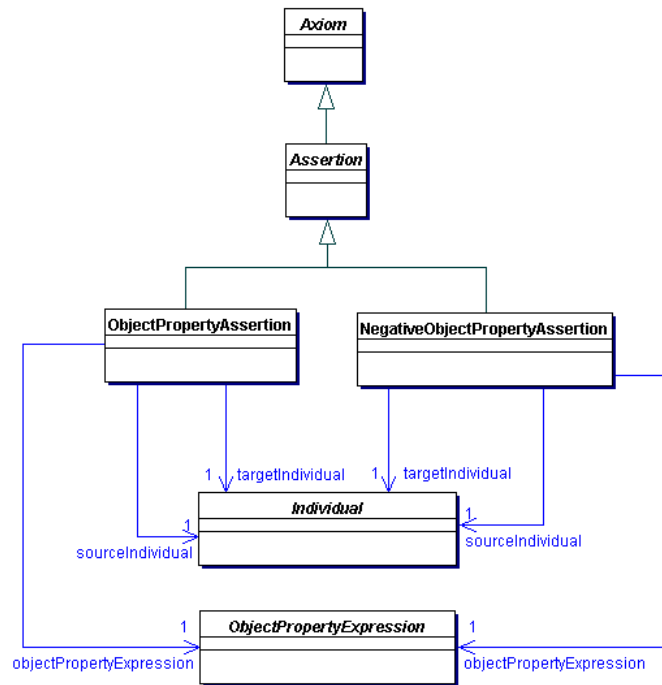 Axiom
Assertion
ObjectPropertyAssertion
NegativeObjectPropertyAssertion
1 targetIndividual
1 targetIndividual
Individual
1
sourceIndividual
1
sourceIndividual
ObjectPropertyExpression
1
objectPropertyExpression
1
objectPropertyExpression